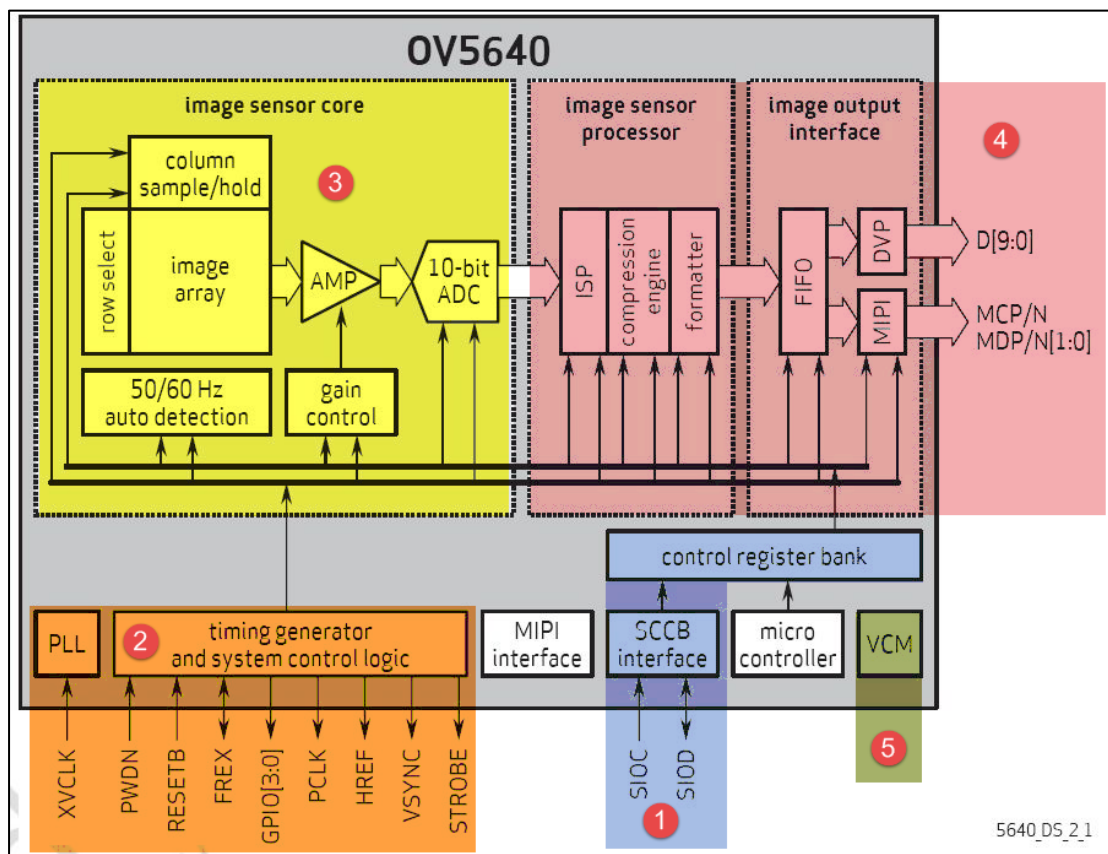 OV5640
image sensor core
image sensor
processor
image output
interface
column
sample/hold
3
4
row select
image
array
AMP
10-bit
ADC
ISP
compression
engine
formatter
FIFO
DVP
MIPI
D[9:0]
MCP/N
MDP/N[1:0]
50/60 Hz
auto detection
gain
control
control register bank
PLL
2
timing generator
and system control logic
MIPI
interface
SCCB
interface
micro
controller
VCM
XVCLK
PWDN
RESETB
FREX
GPIO[3:0]
PCLK
HREF
VSYNC
STROBE
SIOC
SIOD
1
5
5640_DS_2_1